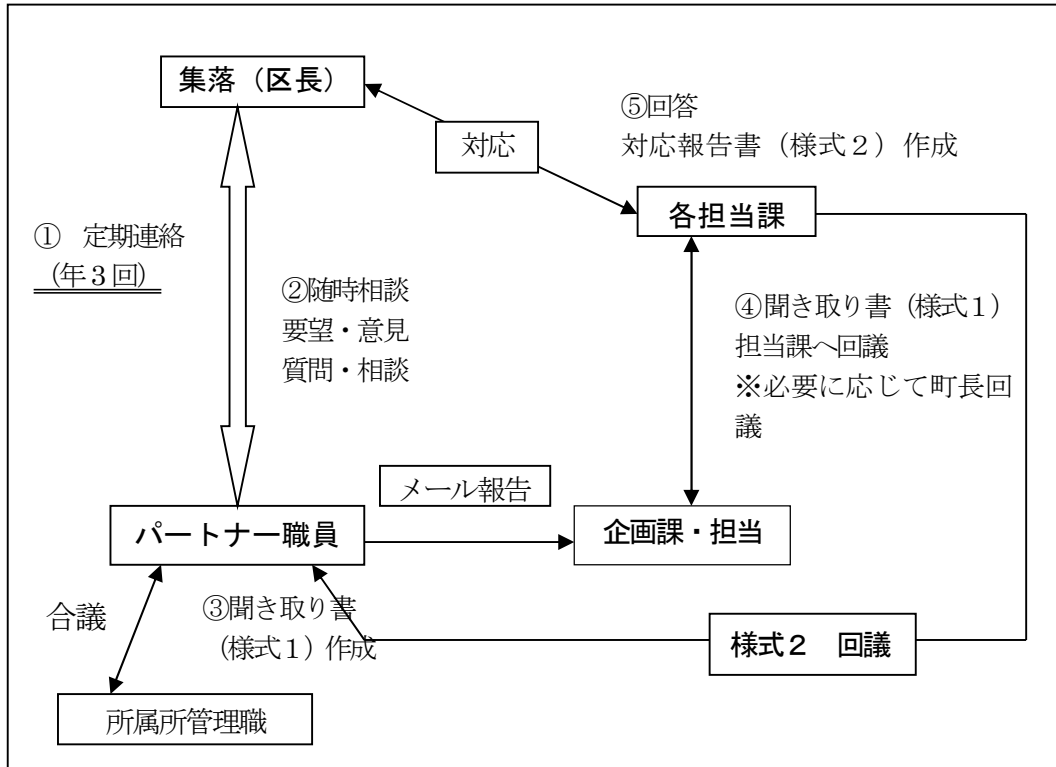 集落（区長）
⑤回答
対応報告書（様式２）作成
対応
各担当課
①　定期連絡
（年３回）
②随時相談
要望・意見
質問・相談
④聞き取り書（様式１）
担当課へ回議
※必要に応じて町長回
議
メール報告
パートナー職員
企画課・担当
合議
③聞き取り書
（様式１）作成
様式２　回議
所属所管理職